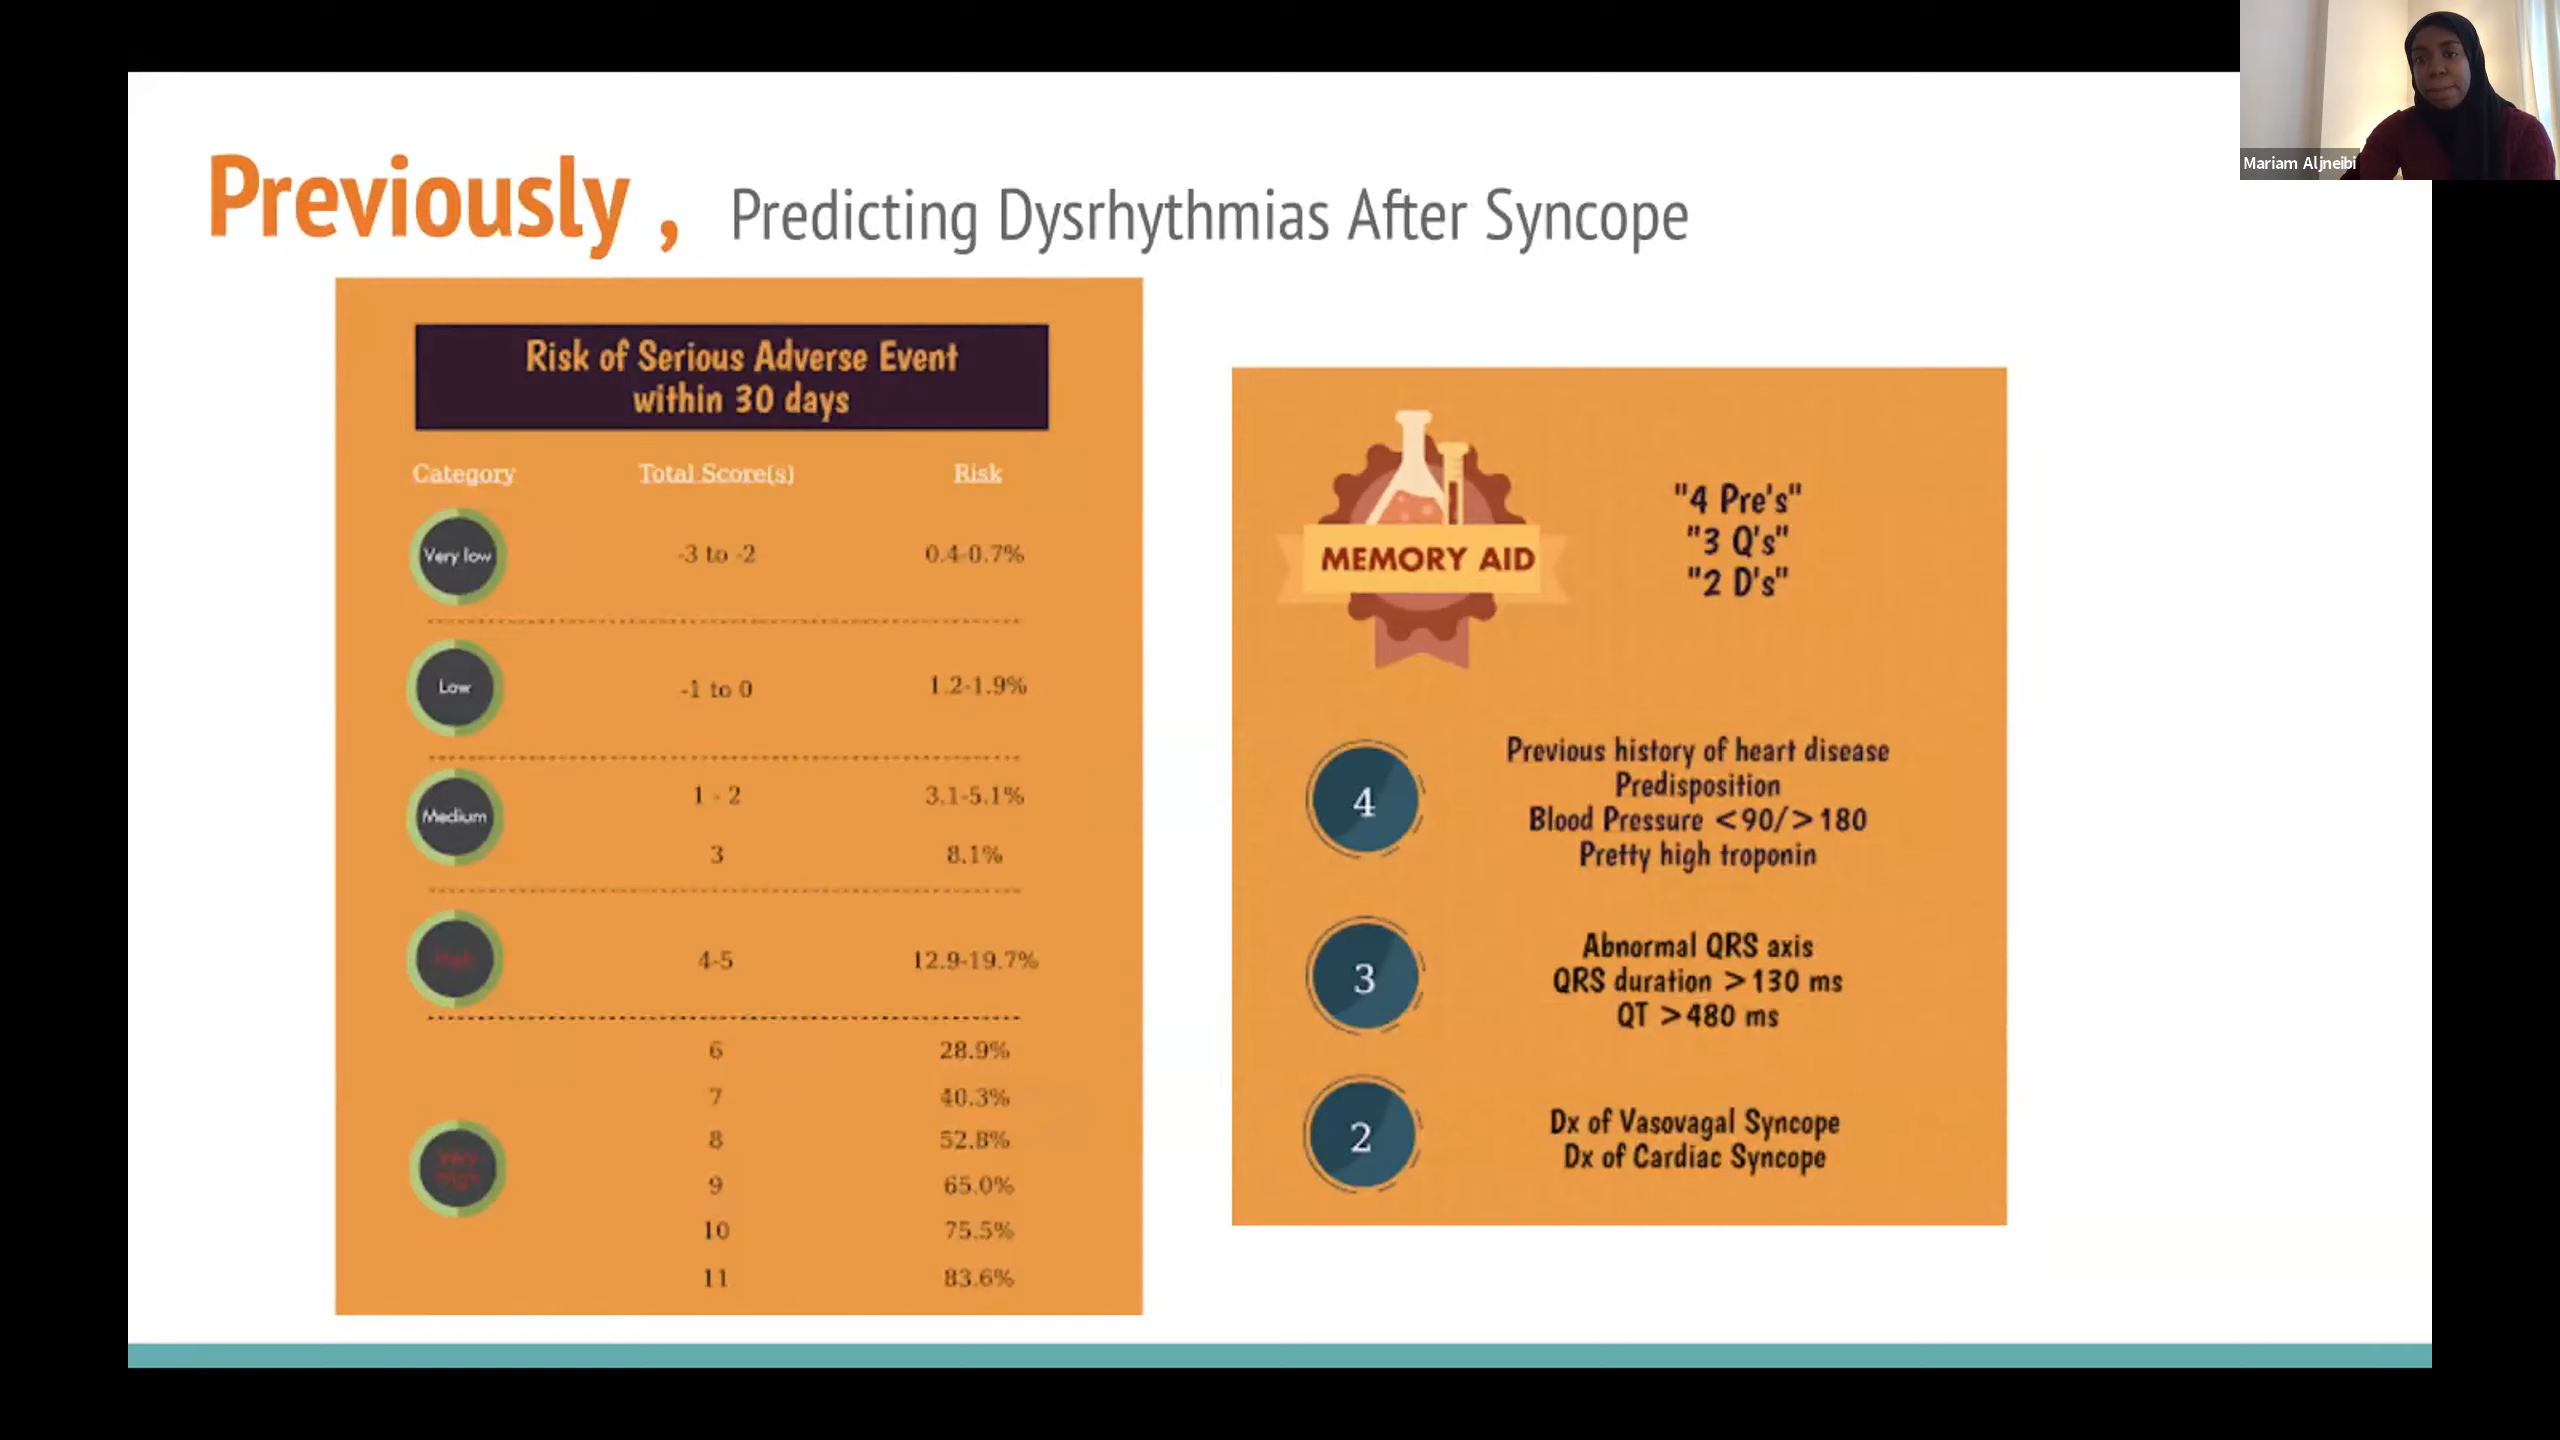 Mariam Aljneibi
Previously , Predicting Dysrhythmias After Syncope
Risk of Serious Adverse Event
within 30 days
Category Total Score(s) Risk
Very low -3 to -2 0.4-0.7%
Low -1 to 0 1.2-1.9%
Medium
1 - 2 3.1-5.1%
3 8.1%
High 4-5 12.9-19.7%
Very
High
6 28.9%
7 40.3%
8 52.8%
9 65.0%
10 75.5%
11 83.6%
MEMORY AID
"4 Pre's"
"3 Q's"
"2 D's"
4
Previous history of heart disease
Predisposition
Blood Pressure <90/>180
Pretty high troponin
3
Abnormal QRS axis
QRS duration >130 ms
QT >480 ms
2
Dx of Vasovagal Syncope
Dx of Cardiac Syncope